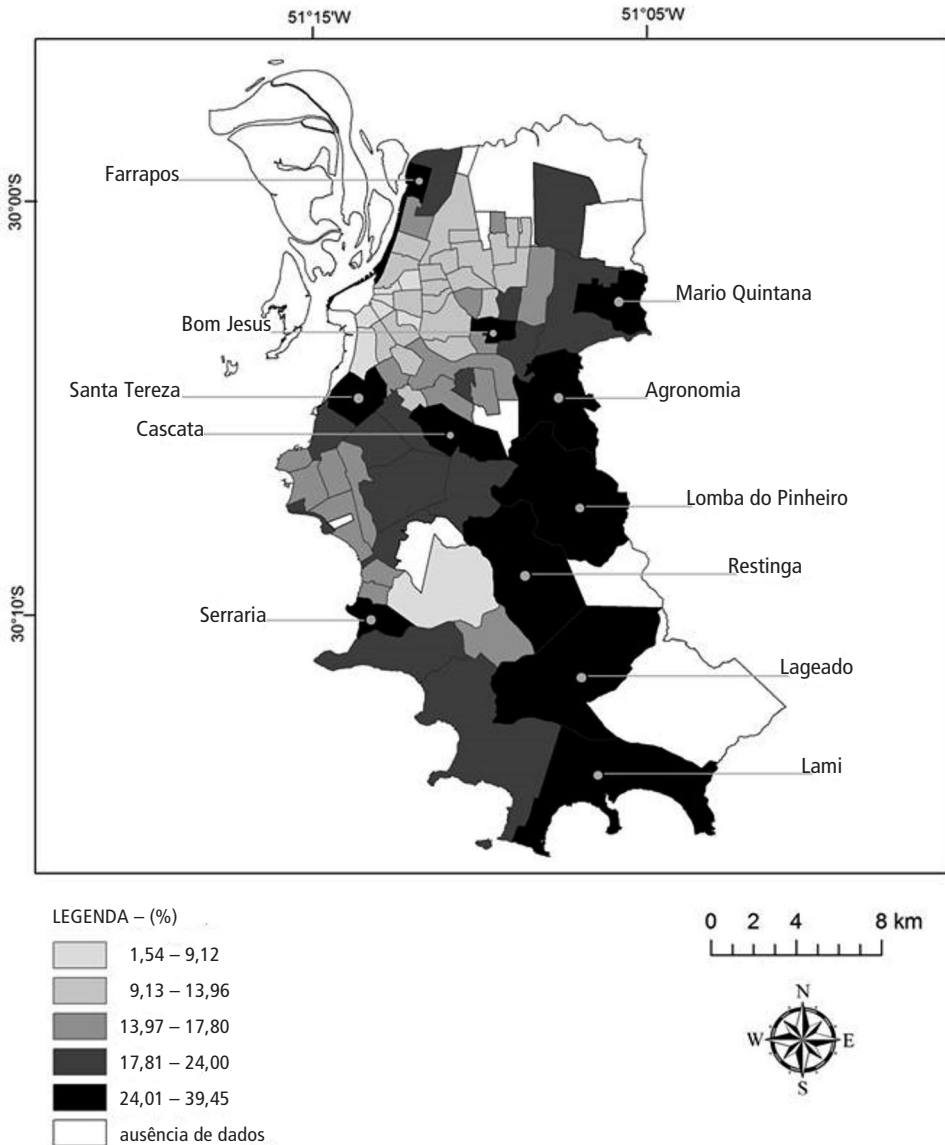 51°15'W
51°05'W
30°00'S
Farrapos
Mario Quintana
Bom Jesus
Santa Tereza
Agronomia
Cascata
Lomba do Pinheiro
Restinga
30°10'S
Serraria
Lageado
Lami
LEGENDA – (%)
1,54 – 9,12
9,13 – 13,96
13,97 – 17,80
17,81 – 24,00
24,01 – 39,45
ausência de dados
0 2 4 8 km
N
W E
S